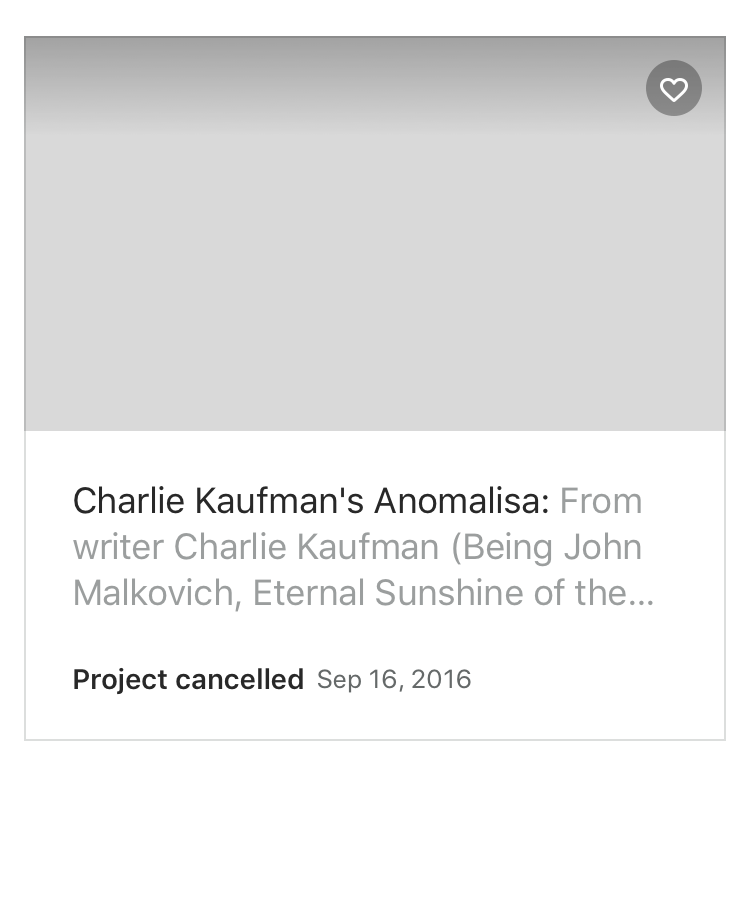 Charlie Kaufman's Anomalisa: From
writer Charlie Kaufman (Being John
Malkovich, Eternal Sunshine of the...
Project cancelled Sep 16, 2016